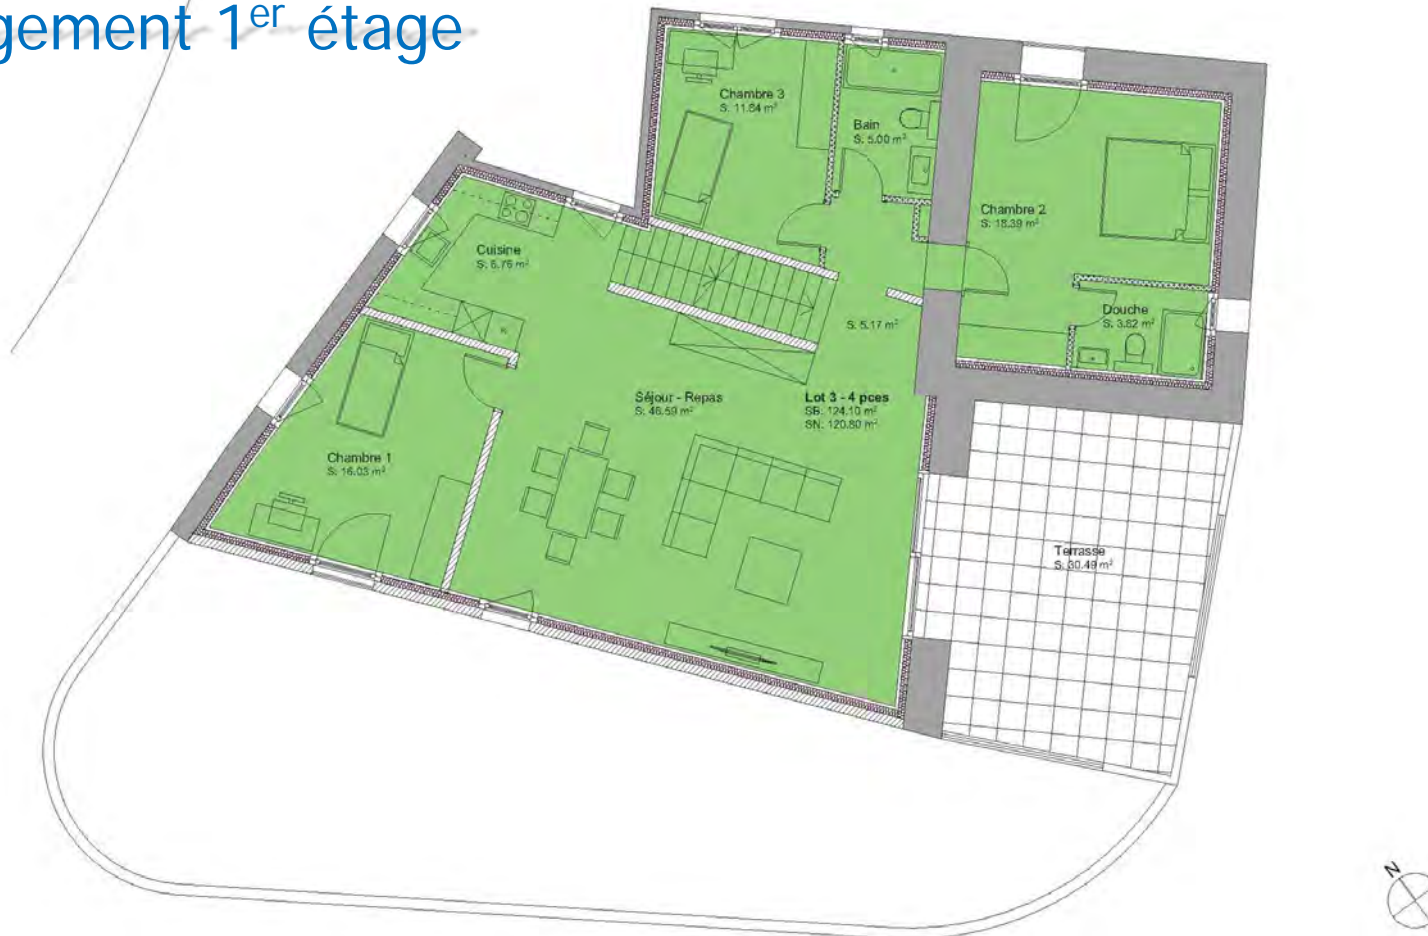 gement 1er étage
Chambre 3
S: 11.84 m²
Bain
S: 5.00 m²
Chambre 2
S: 18.39 m²
Cuisine
S: 8.76 m²
Douche
S: 3.82 m²
S: 5.17 m²
Séjour - Repas
S: 46.59 m²
Lot 3 - 4 pces
SB: 124.10 m²
SN: 120.80 m²
Chambre 1
S: 16.03 m²
Terrasse
S: 30.49 m²
N